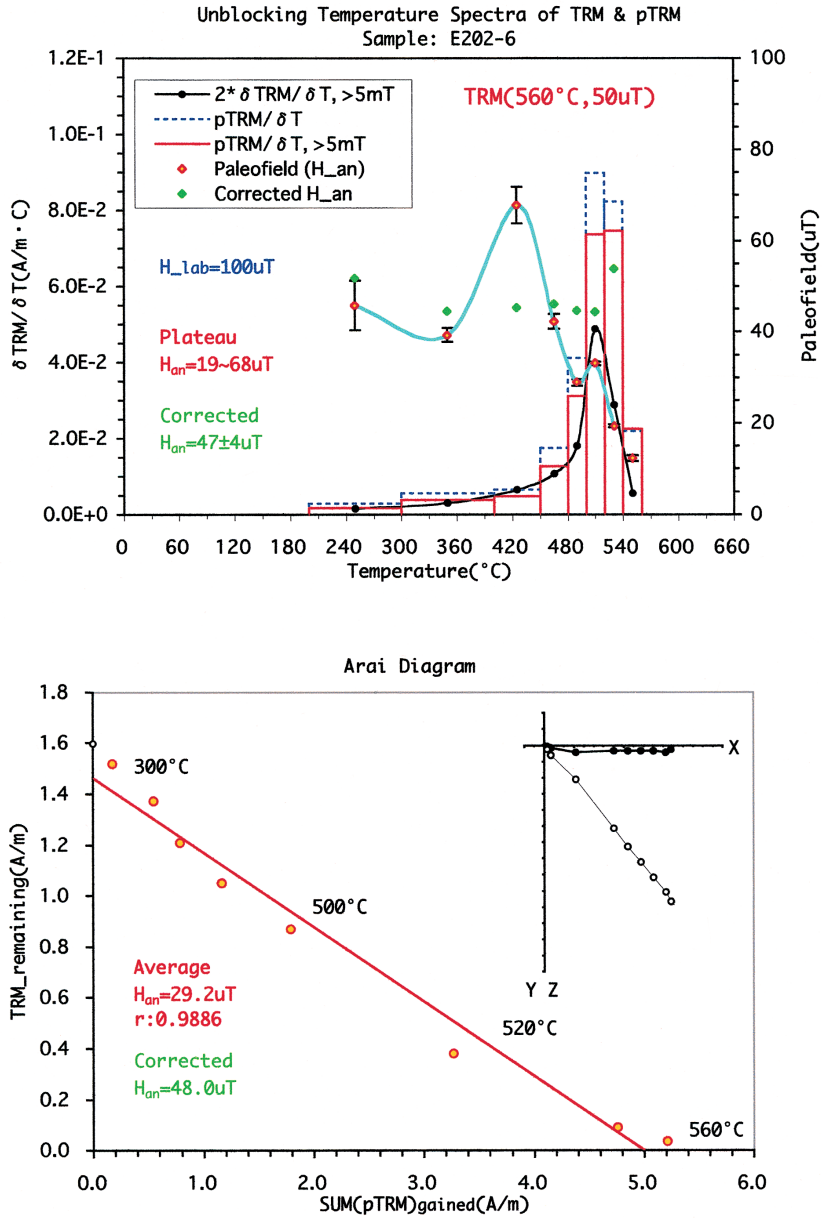 Unblocking Temperature Spectra of TRM & pTRM
Sample: E202-6
1.2E-1
1.0E-1
8.0E-2
6.0E-2
4.0E-2
2.0E-2
0.0E+0
δTRM/δT(A/m·C)
2*δTRM/δT, >5mT
pTRM/δT
pTRM/δT, >5mT
Paleofield (H_an)
Corrected H_an
TRM(560°C,50uT)
H_lab=100uT
Plateau
Han=19~68uT
Corrected
Han=47±4uT
100
80
60
40
20
0
Paleofield(uT)
0 60 120 180 240 300 360 420 480 540 600 660
Temperature(°C)
Arai Diagram
1.8
1.6
1.4
1.2
1.0
0.8
0.6
0.4
0.2
0.0
TRM_remaining(A/m)
300°C
500°C
520°C
560°C
X
Y Z
Average
Han=29.2uT
r:0.9886
Corrected
Han=48.0uT
0.0 1.0 2.0 3.0 4.0 5.0 6.0
SUM(pTRM)gained(A/m)